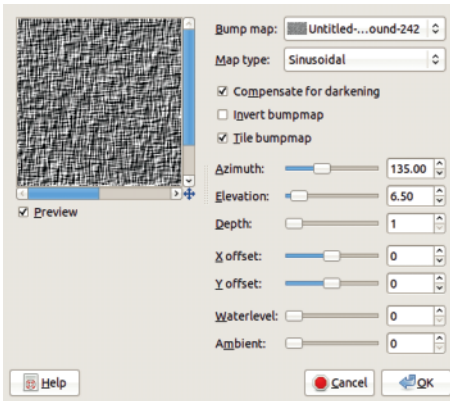 Bump map: Untitled-...ound-242
Map type: Sinusoidal
Compensate for darkening
Invert bumpmap
Tile bumpmap
Azimuth: 135.00
Elevation: 6.50
Preview
Depth: 1
X offset: 0
Y offset: 0
Waterlevel: 0
Ambient: 0
Help Cancel OK